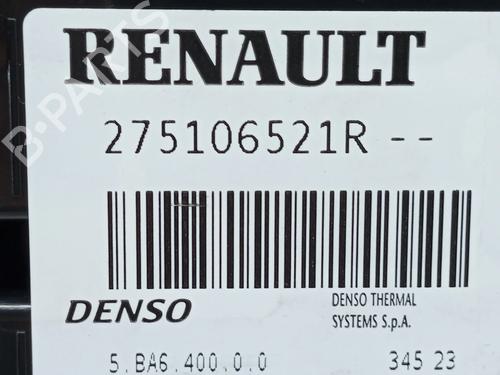 RENAULT
275106521R --
DENSO
DENSO THERMAL
SYSTEMS S.p.A.
5.BA6.400.0.0
345 23
B-PARTS